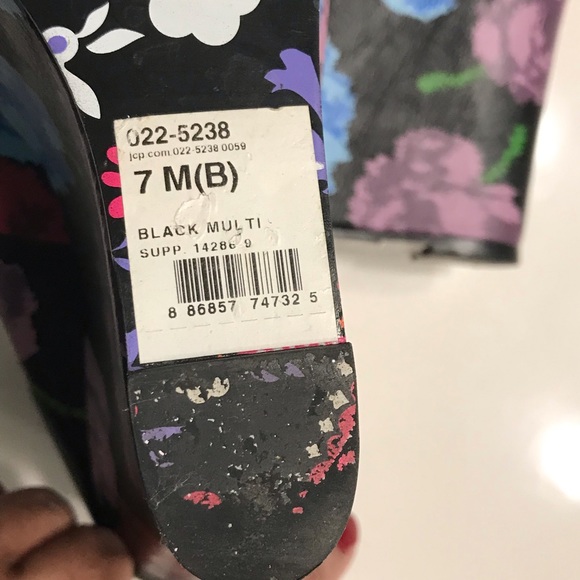 022-5238
jcp.com 022-5238 0059
7 M(B)
BLACK MULTI
SUPP. 14286 9
8 86857 74732 5